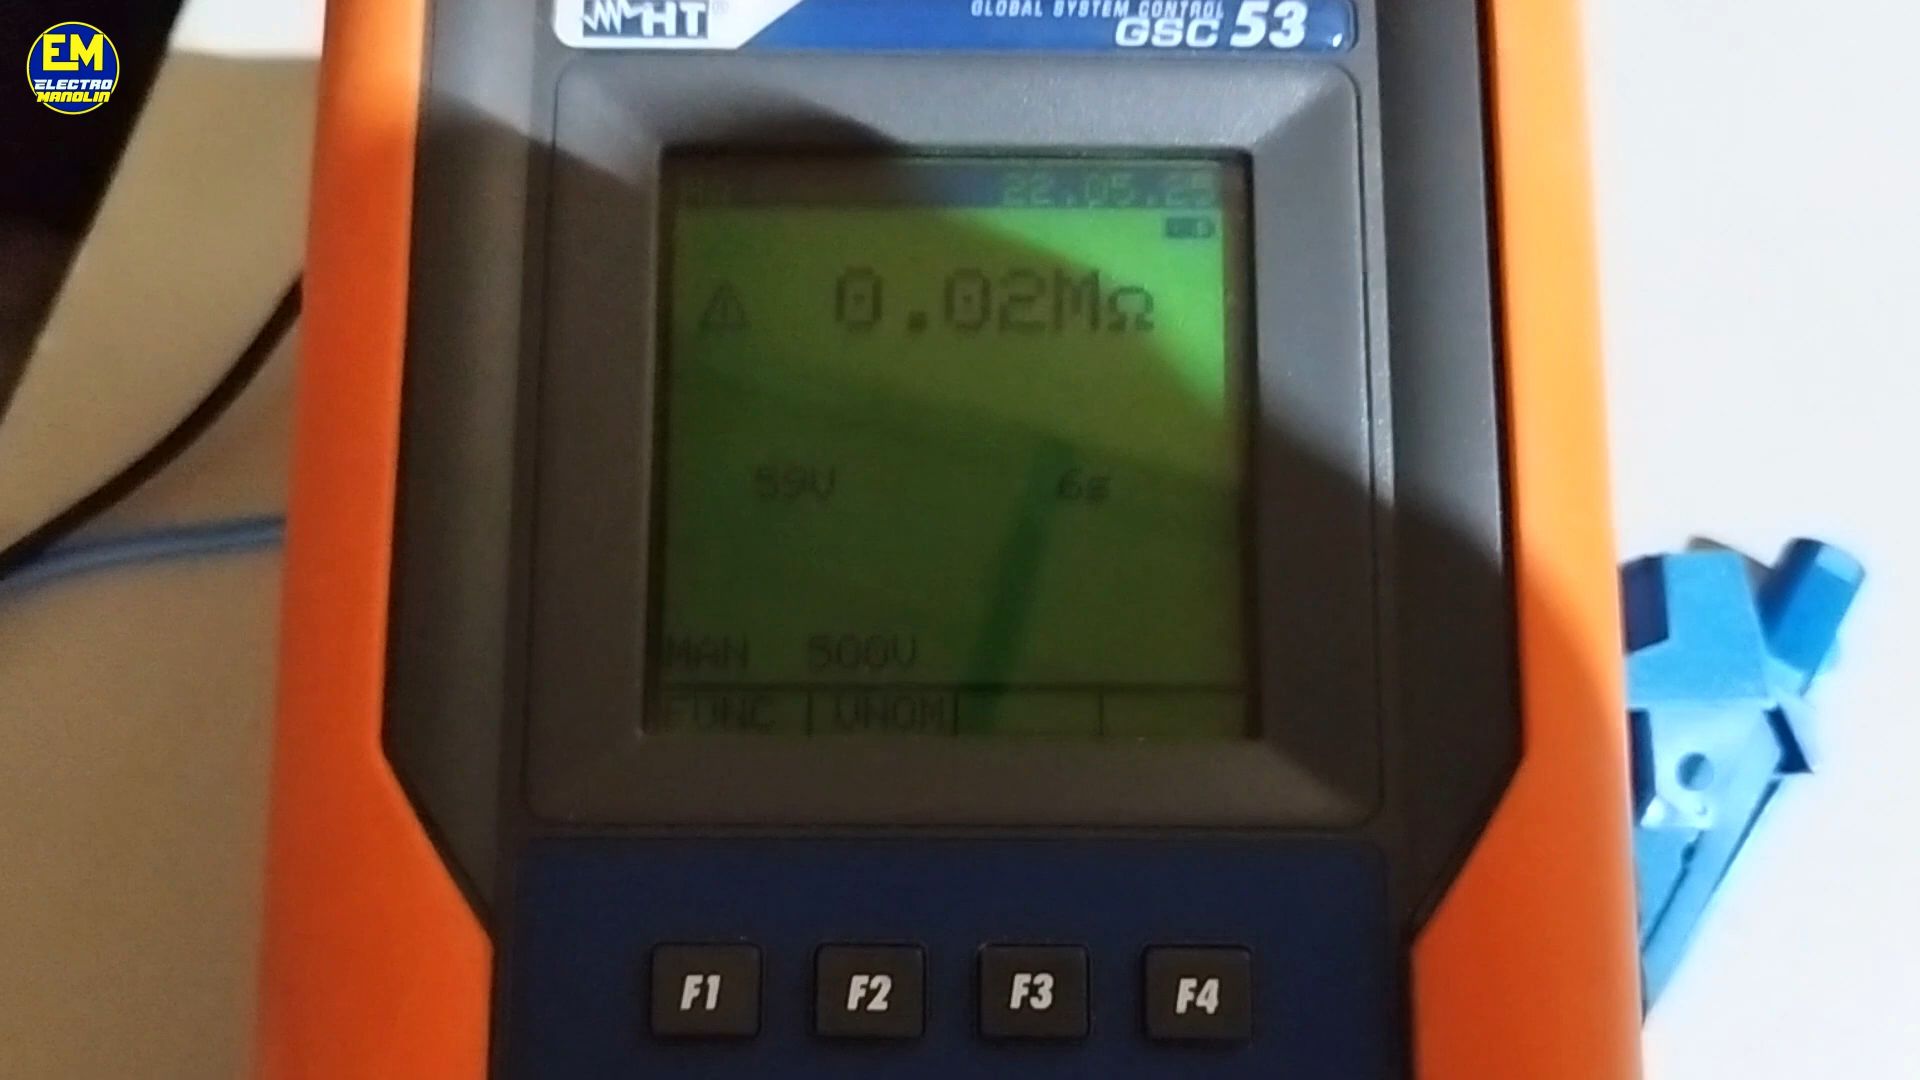 EM
ELECTRO
MANOLIN
HT
GLOBAL SYSTEM CONTROL
GSC 53
MΩ 22.05.25
0.02MΩ
59V 6s
MAN 500V
FUNC VNOM
F1 F2 F3 F4